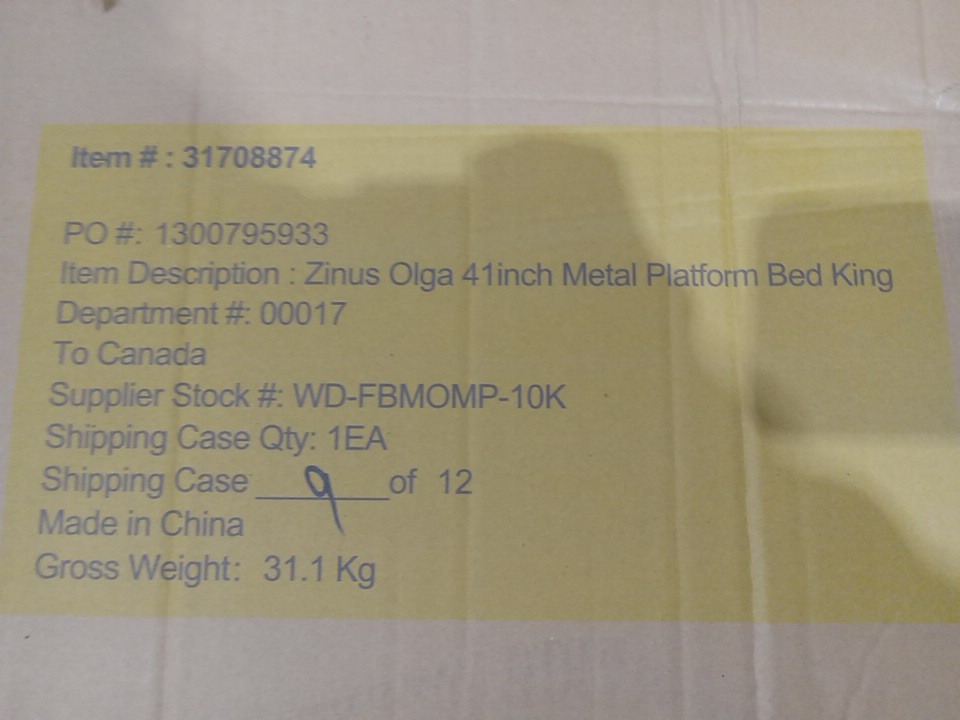 Item # : 31708874
PO #: 1300795933
Item Description : Zinus Olga 41inch Metal Platform Bed King
Department #: 00017
To Canada
Supplier Stock #: WD-FBMOMP-10K
Shipping Case Qty: 1EA
Shipping Case 9 of 12
Made in China
Gross Weight: 31.1 Kg